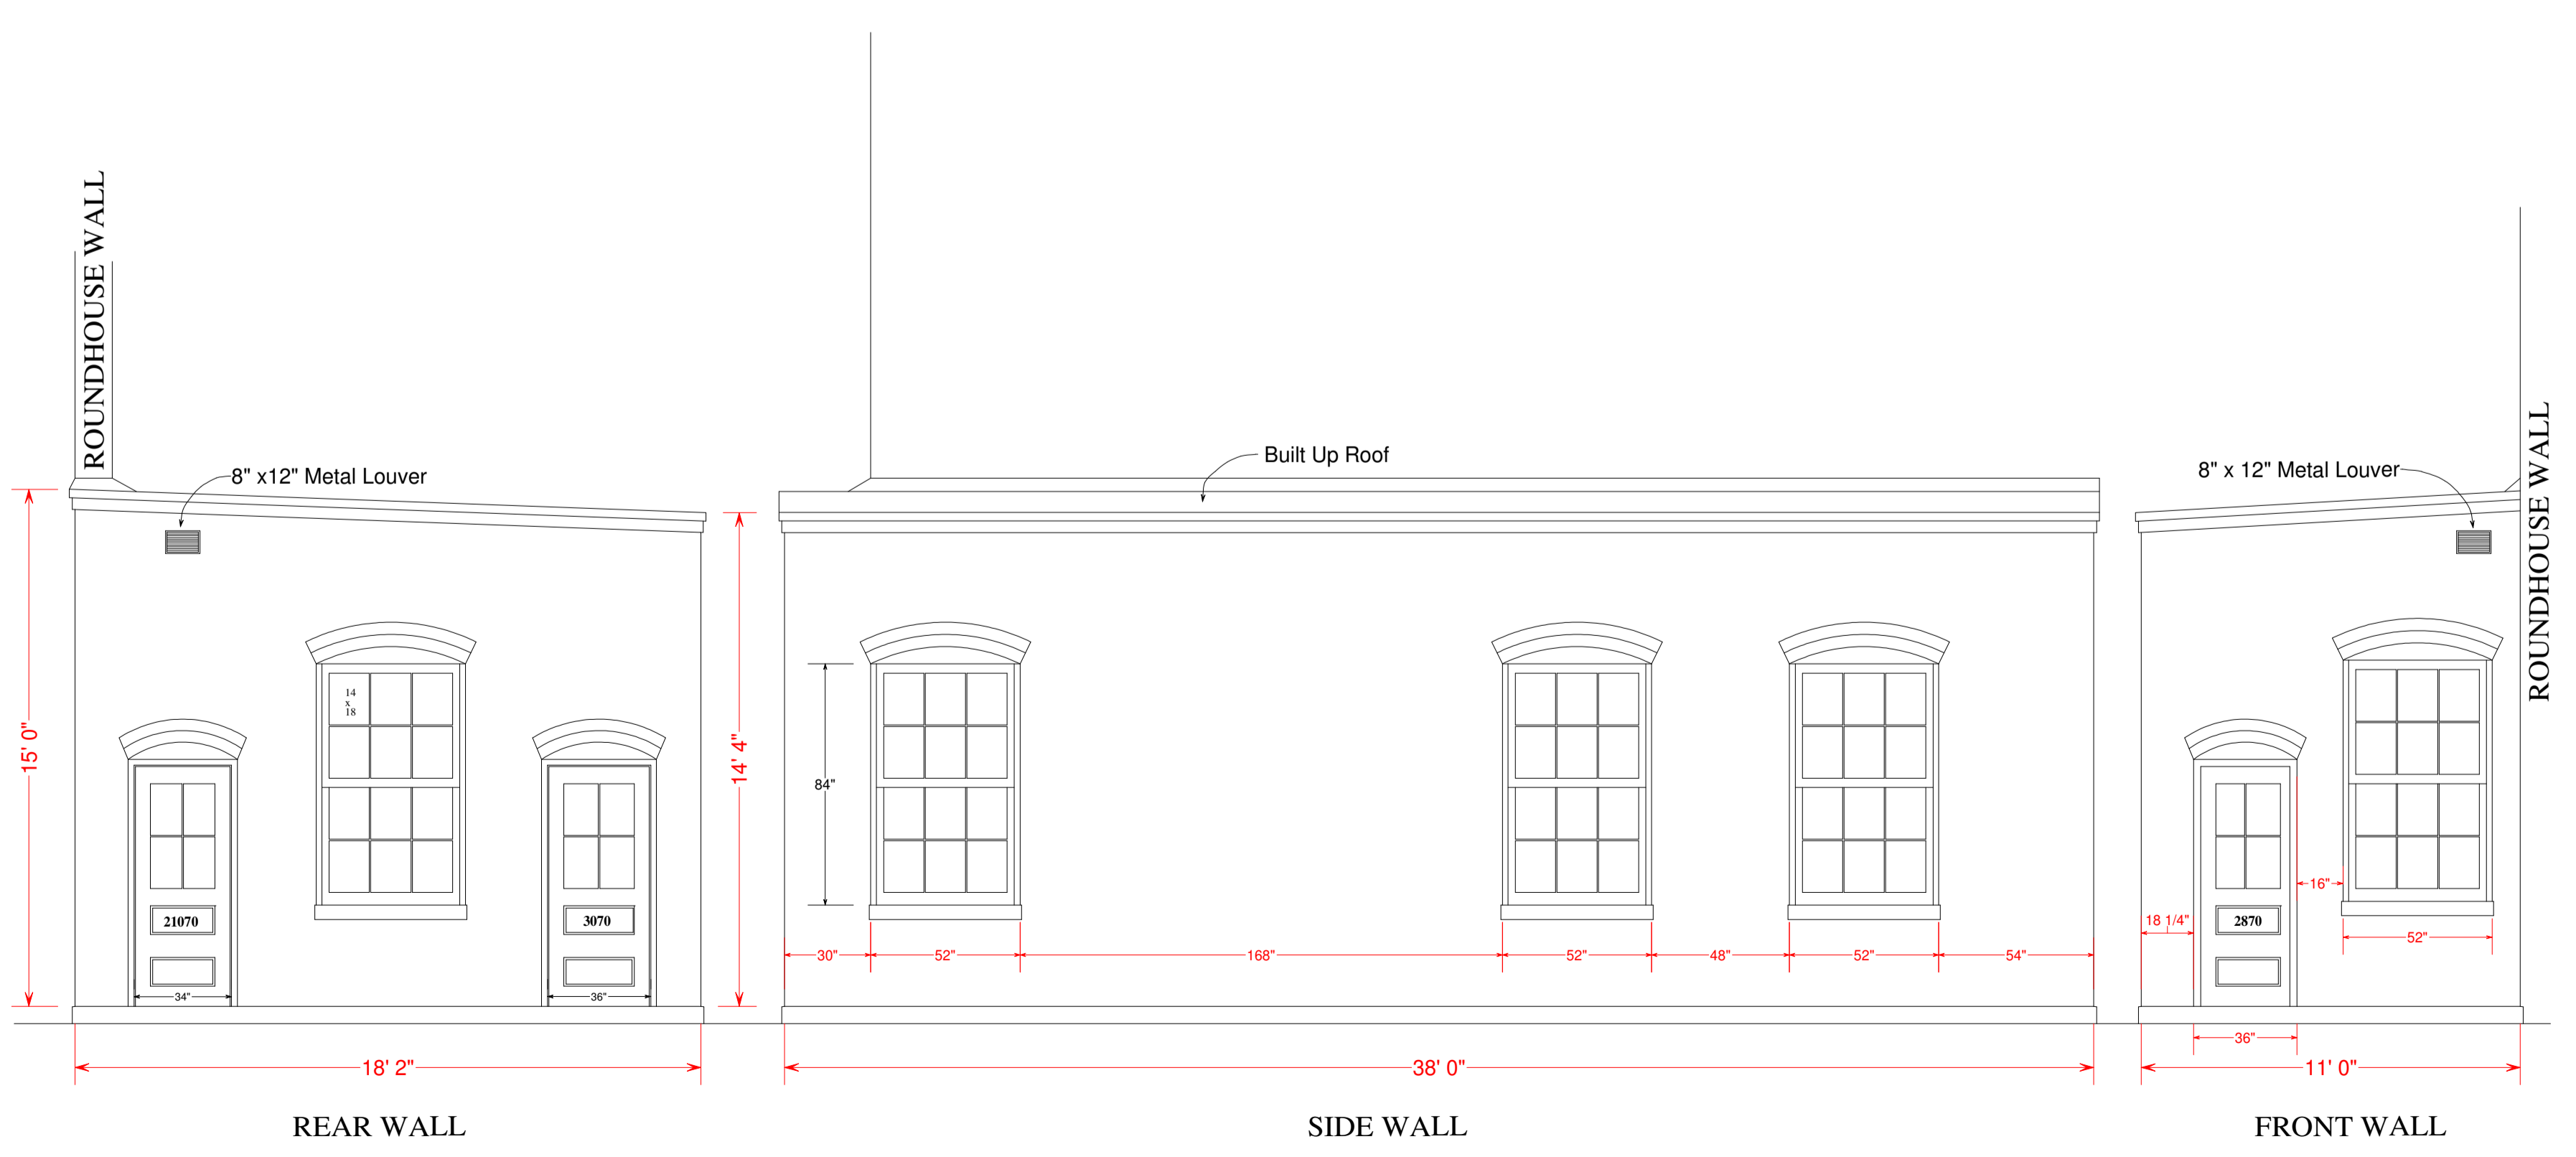 ROUNDHOUSE WALL
8" x12" Metal Louver
15' 0"
14
x
18
21070
3070
34"
36"
18' 2"
REAR WALL
Built Up Roof
14' 4"
84"
30"
52"
168"
52"
48"
52"
54"
38' 0"
SIDE WALL
8" x 12" Metal Louver
ROUNDHOUSE WALL
16"
18 1/4"
2870
52"
36"
11' 0"
FRONT WALL